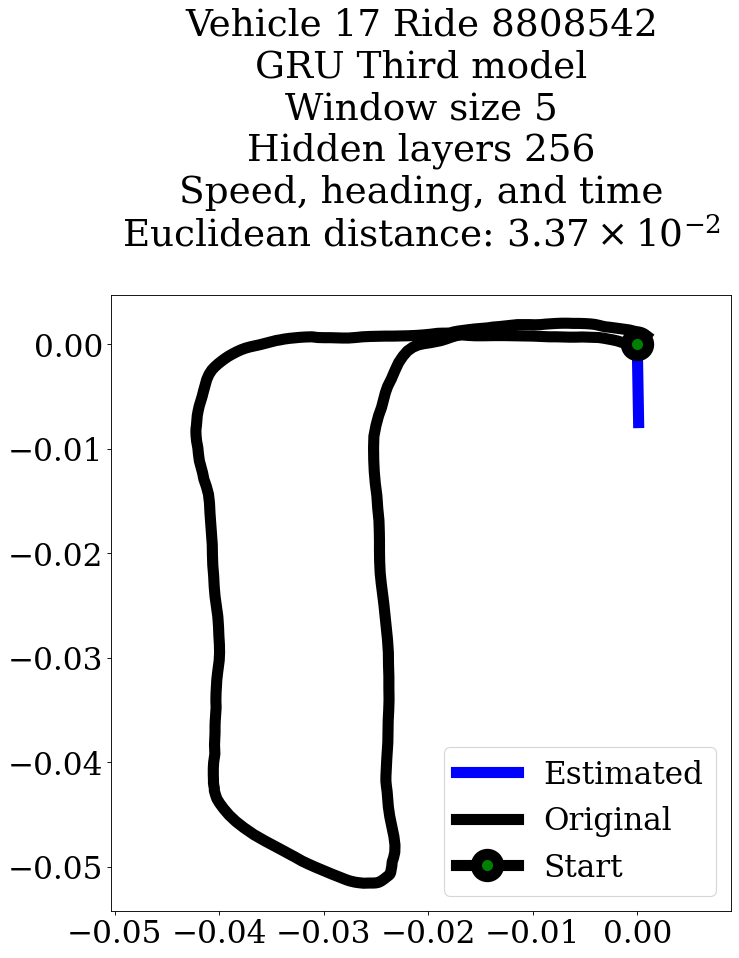 Vehicle 17 Ride 8808542
GRU Third model
Window size 5
Hidden layers 256
Speed, heading, and time
Euclidean distance: 3.37 × 10⁻²
0.00
−0.01
−0.02
−0.03
−0.04
−0.05
Estimated
Original
Start
−0.05 −0.04 −0.03 −0.02 −0.01 0.00